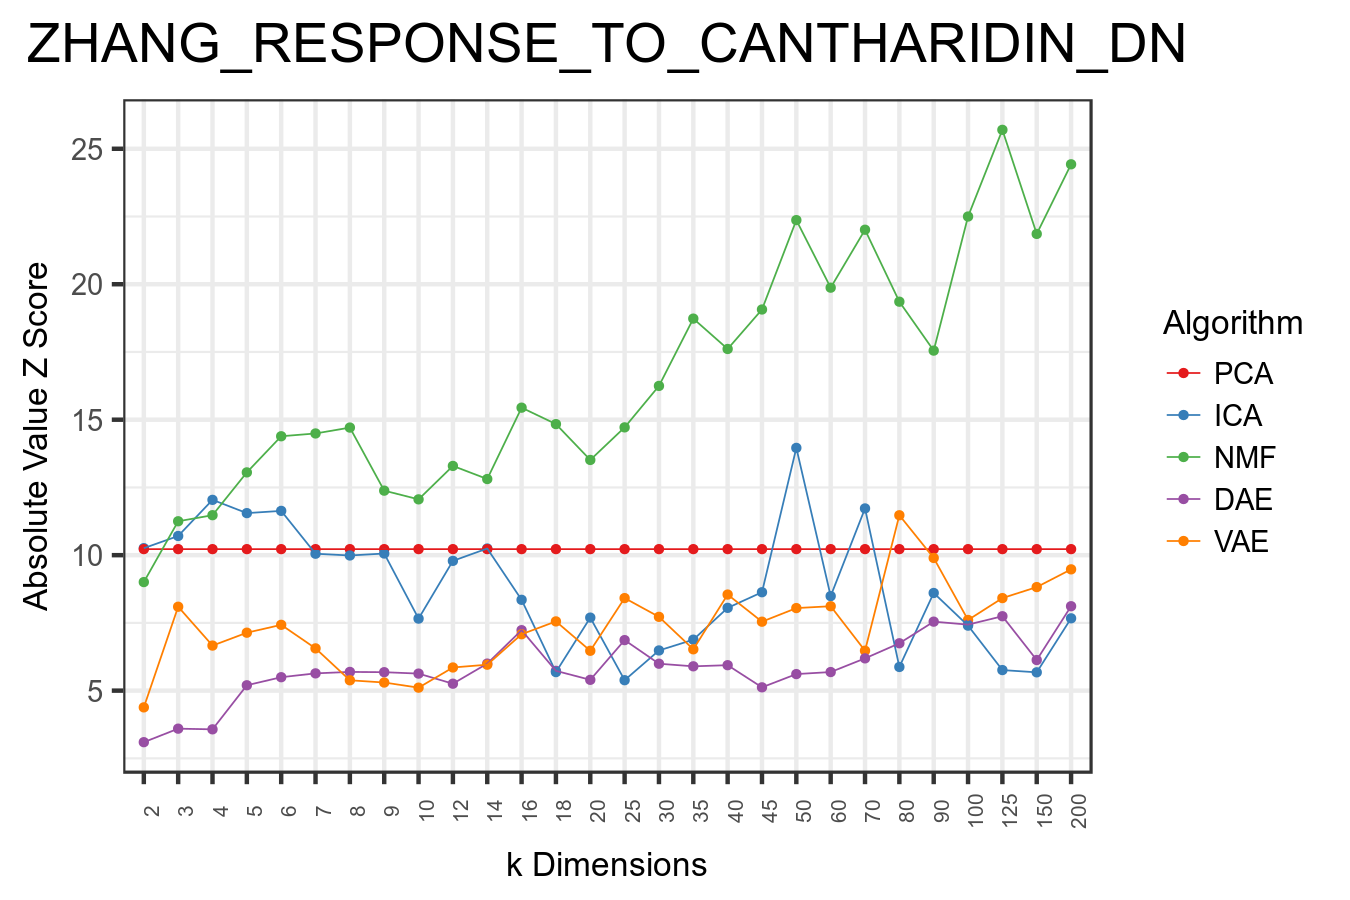 ZHANG_RESPONSE_TO_CANTHARIDIN_DN
Absolute Value Z Score
25
20
15
10
5
2 3 4 5 6 7 8 9 10 12 14 16 18 20 25 30 35 40 45 50 60 70 80 90 100 125 150 200
k Dimensions
Algorithm
PCA
ICA
NMF
DAE
VAE